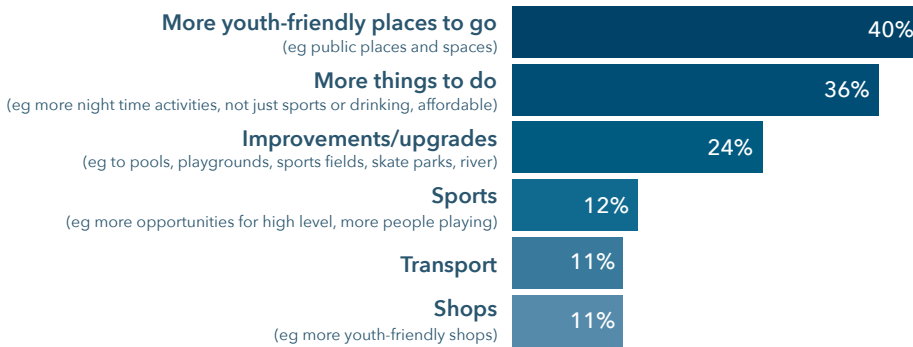 More youth-friendly places to go
(eg public places and spaces)
40%
More things to do
(eg more night time activities, not just sports or drinking, affordable)
36%
Improvements/upgrades
(eg to pools, playgrounds, sports fields, skate parks, river)
24%
Sports
(eg more opportunities for high level, more people playing)
12%
Transport
11%
Shops
(eg more youth-friendly shops)
11%